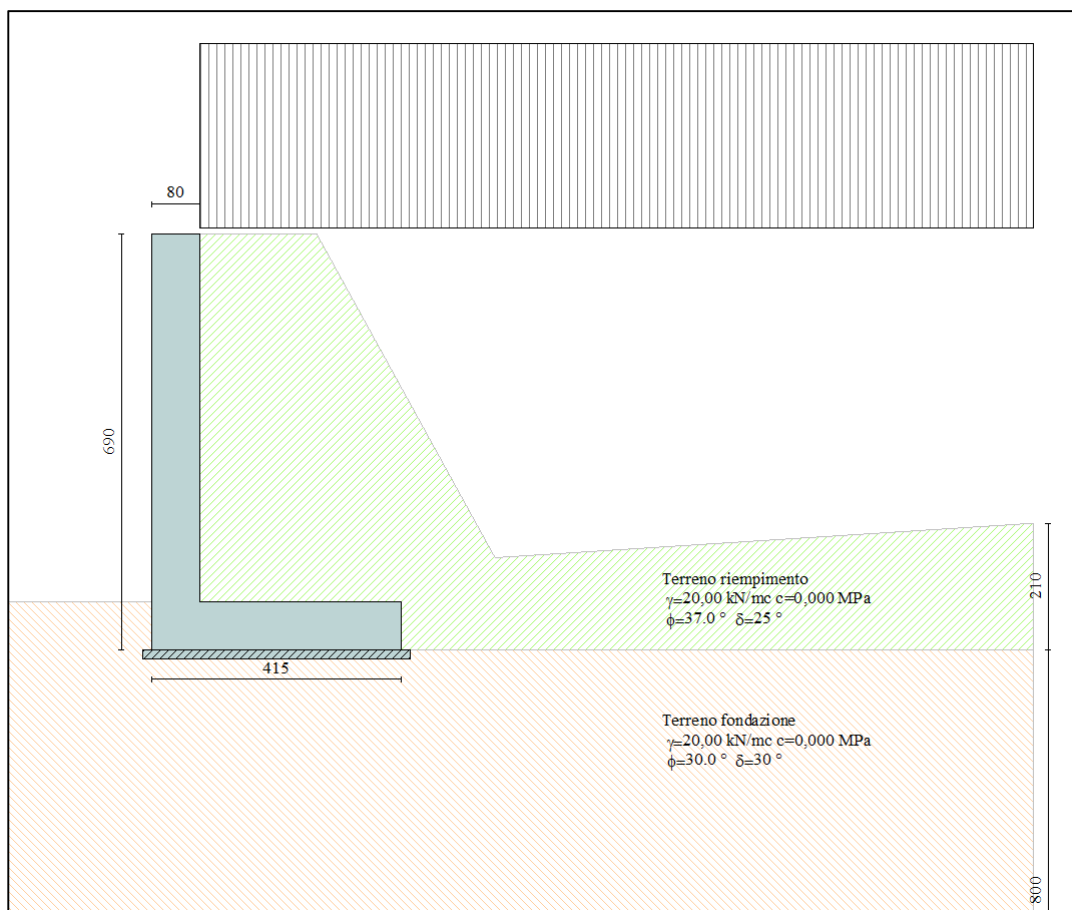 80
690
Terreno riempimento
γ=20,00 kN/mc c=0,000 MPa
ϕ=37.0 ° δ=25 °
210
415
Terreno fondazione
γ=20,00 kN/mc c=0,000 MPa
ϕ=30.0 ° δ=30 °
800